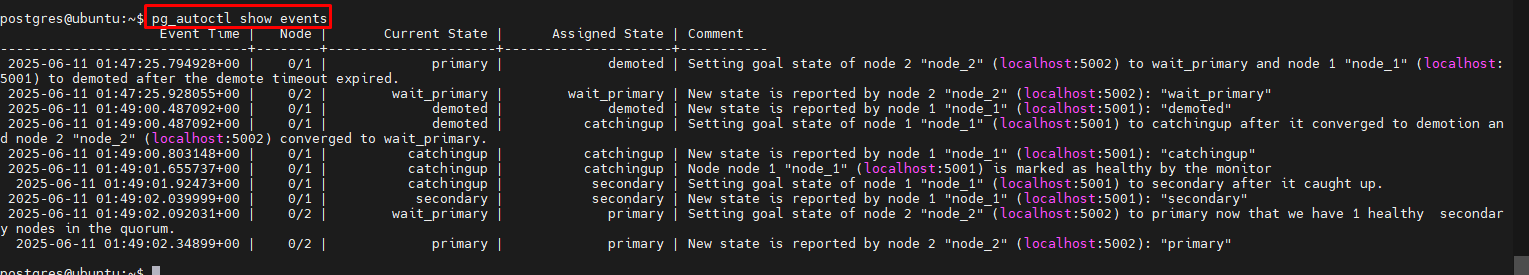 postgres@ubuntu:~$ pg_autoctl show events
Event Time | Node | Current State | Assigned State | Comment
------------------------------+-------+---------------------+---------------------+-----------
2025-06-11 01:47:25.794928+00 | 0/1 | primary | demoted | Setting goal state of node 2 "node_2" (localhost:5002) to wait_primary and node 1 "node_1" (localhost:
5001) to demoted after the demote timeout expired.
2025-06-11 01:47:25.928055+00 | 0/2 | wait_primary | wait_primary | New state is reported by node 2 "node_2" (localhost:5002): "wait_primary"
2025-06-11 01:49:00.487092+00 | 0/1 | demoted | demoted | New state is reported by node 1 "node_1" (localhost:5001): "demoted"
2025-06-11 01:49:00.487092+00 | 0/1 | demoted | catchingup | Setting goal state of node 1 "node_1" (localhost:5001) to catchingup after it converged to demotion an
d node 2 "node_2" (localhost:5002) converged to wait_primary.
2025-06-11 01:49:00.803148+00 | 0/1 | catchingup | catchingup | New state is reported by node 1 "node_1" (localhost:5001): "catchingup"
2025-06-11 01:49:01.655737+00 | 0/1 | catchingup | catchingup | Node node 1 "node_1" (localhost:5001) is marked as healthy by the monitor
2025-06-11 01:49:01.92473+00 | 0/1 | catchingup | secondary | Setting goal state of node 1 "node_1" (localhost:5001) to secondary after it caught up.
2025-06-11 01:49:02.039999+00 | 0/1 | secondary | secondary | New state is reported by node 1 "node_1" (localhost:5001): "secondary"
2025-06-11 01:49:02.092031+00 | 0/2 | wait_primary | primary | Setting goal state of node 2 "node_2" (localhost:5002) to primary now that we have 1 healthy  secondar
y nodes in the quorum.
2025-06-11 01:49:02.34899+00 | 0/2 | primary | primary | New state is reported by node 2 "node_2" (localhost:5002): "primary"
postgres@ubuntu:~$